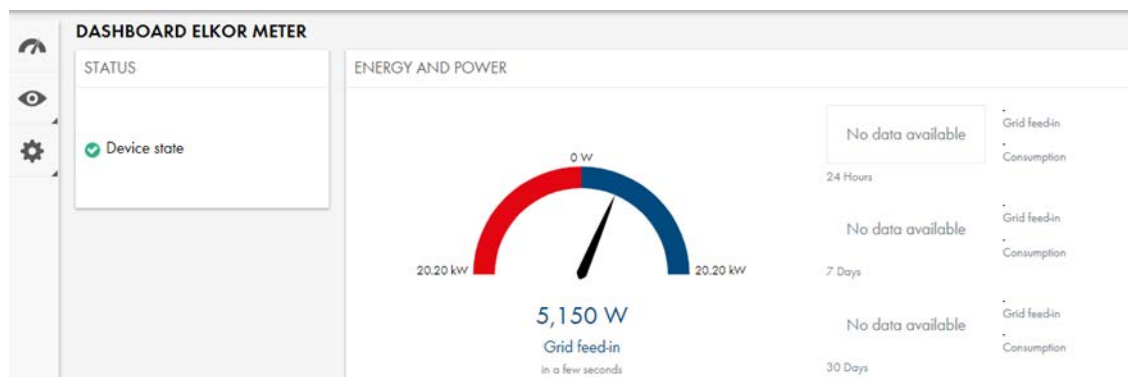 DASHBOARD ELKOR METER
STATUS
Device state
ENERGY AND POWER
0 W
20.20 kW
20.20 kW
5,150 W
Grid feed-in
in a few seconds
No data available
-
Grid feed-in
-
Consumption
24 Hours
No data available
-
Grid feed-in
-
Consumption
7 Days
No data available
-
Grid feed-in
-
Consumption
30 Days